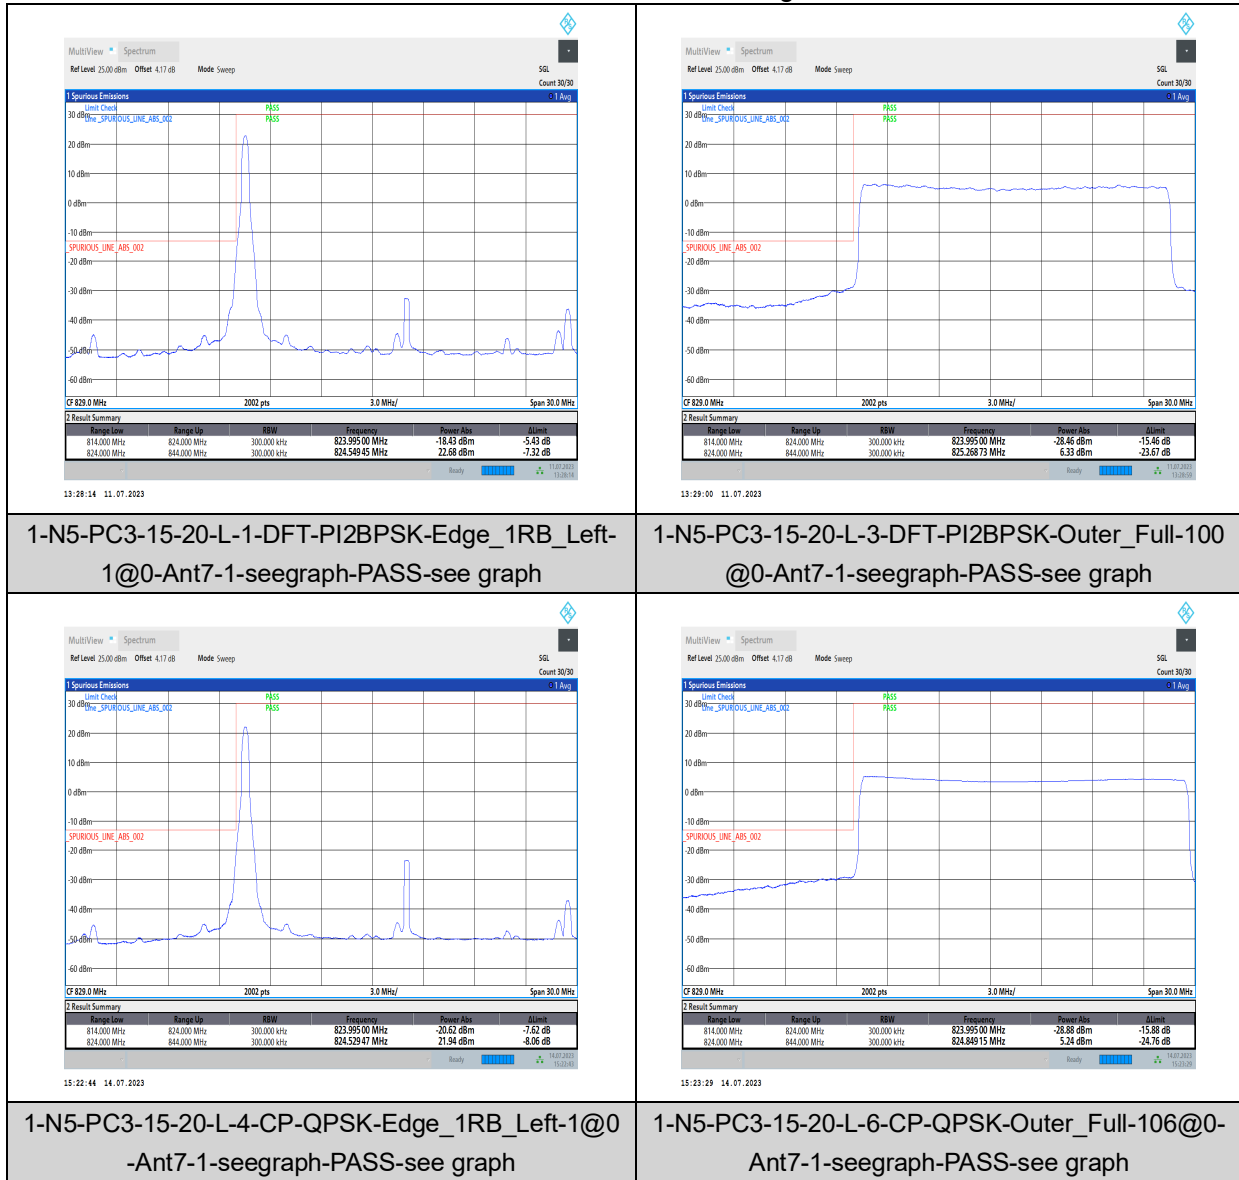 MultiView Spectrum
Ref Level 25.00 dBm Offset 4.17 dB Mode Sweep SGL
Count 30/30
1 Spurious Emissions 1 Avg
Limit Check PASS
Line _SPURIOUS_LINE_ABS_002 PASS
30 dBm
20 dBm
10 dBm
0 dBm
-10 dBm
_SPURIOUS_LINE_ABS_002
-20 dBm
-30 dBm
-40 dBm
-50 dBm
-60 dBm
CF 829.0 MHz 2002 pts 3.0 MHz/ Span 30.0 MHz
2 Result Summary
Range Low Range Up RBW Frequency Power Abs ΔLimit
814.000 MHz 824.000 MHz 300.000 kHz 823.99500 MHz -18.43 dBm -5.43 dB
824.000 MHz 844.000 MHz 300.000 kHz 824.54945 MHz 22.68 dBm -7.32 dB
Ready 11.07.2023
13:28:14
13:28:14 11.07.2023
MultiView Spectrum
Ref Level 25.00 dBm Offset 4.17 dB Mode Sweep SGL
Count 30/30
1 Spurious Emissions 1 Avg
Limit Check PASS
Line _SPURIOUS_LINE_ABS_002 PASS
30 dBm
20 dBm
10 dBm
0 dBm
-10 dBm
_SPURIOUS_LINE_ABS_002
-20 dBm
-30 dBm
-40 dBm
-50 dBm
-60 dBm
CF 829.0 MHz 2002 pts 3.0 MHz/ Span 30.0 MHz
2 Result Summary
Range Low Range Up RBW Frequency Power Abs ΔLimit
814.000 MHz 824.000 MHz 300.000 kHz 823.99500 MHz -28.46 dBm -15.46 dB
824.000 MHz 844.000 MHz 300.000 kHz 825.26873 MHz 6.33 dBm -23.67 dB
Ready 11.07.2023
13:28:59
13:29:00 11.07.2023
1-N5-PC3-15-20-L-1-DFT-PI2BPSK-Edge_1RB_Left-
1@0-Ant7-1-seegraph-PASS-see graph
1-N5-PC3-15-20-L-3-DFT-PI2BPSK-Outer_Full-100
@0-Ant7-1-seegraph-PASS-see graph
MultiView Spectrum
Ref Level 25.00 dBm Offset 4.17 dB Mode Sweep SGL
Count 30/30
1 Spurious Emissions 1 Avg
Limit Check PASS
Line _SPURIOUS_LINE_ABS_002 PASS
30 dBm
20 dBm
10 dBm
0 dBm
-10 dBm
_SPURIOUS_LINE_ABS_002
-20 dBm
-30 dBm
-40 dBm
-50 dBm
-60 dBm
CF 829.0 MHz 2002 pts 3.0 MHz/ Span 30.0 MHz
2 Result Summary
Range Low Range Up RBW Frequency Power Abs ΔLimit
814.000 MHz 824.000 MHz 300.000 kHz 823.99500 MHz -20.62 dBm -7.62 dB
824.000 MHz 844.000 MHz 300.000 kHz 824.52947 MHz 21.94 dBm -8.06 dB
Ready 14.07.2023
15:22:43
15:22:44 14.07.2023
MultiView Spectrum
Ref Level 25.00 dBm Offset 4.17 dB Mode Sweep SGL
Count 30/30
1 Spurious Emissions 1 Avg
Limit Check PASS
Line _SPURIOUS_LINE_ABS_002 PASS
30 dBm
20 dBm
10 dBm
0 dBm
-10 dBm
_SPURIOUS_LINE_ABS_002
-20 dBm
-30 dBm
-40 dBm
-50 dBm
-60 dBm
CF 829.0 MHz 2002 pts 3.0 MHz/ Span 30.0 MHz
2 Result Summary
Range Low Range Up RBW Frequency Power Abs ΔLimit
814.000 MHz 824.000 MHz 300.000 kHz 823.99500 MHz -28.88 dBm -15.88 dB
824.000 MHz 844.000 MHz 300.000 kHz 824.84915 MHz 5.24 dBm -24.76 dB
Ready 14.07.2023
15:23:29
15:23:29 14.07.2023
1-N5-PC3-15-20-L-4-CP-QPSK-Edge_1RB_Left-1@0
-Ant7-1-seegraph-PASS-see graph
1-N5-PC3-15-20-L-6-CP-QPSK-Outer_Full-106@0-
Ant7-1-seegraph-PASS-see graph